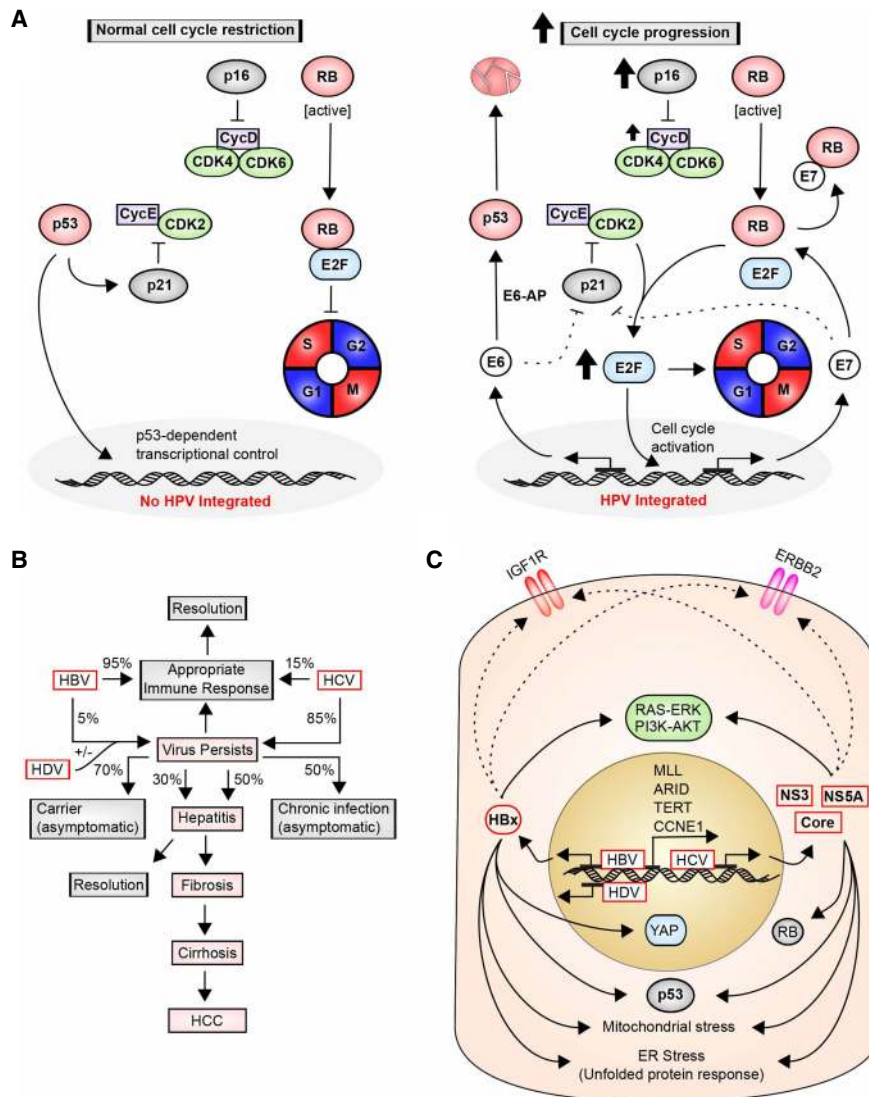 A
Normal cell cycle restriction
p16
RB
[active]
CycD
CDK4
CDK6
p53
CycE
CDK2
p21
RB
E2F
S
G2
G1
M
p53-dependent
transcriptional control
No HPV Integrated
Cell cycle progression
p16
RB
[active]
CycD
CDK4
CDK6
RB
E7
p53
CycE
CDK2
RB
E2F
p21
E6-AP
E6
E2F
S
G2
G1
M
E7
Cell cycle
activation
HPV Integrated
B
Resolution
HBV
95%
Appropriate
Immune Response
15%
HCV
5%
85%
+/-
Virus Persists
HDV
70%
30%
50%
50%
Carrier
(asymptomatic)
Hepatitis
Chronic infection
(asymptomatic)
Resolution
Fibrosis
Cirrhosis
HCC
C
IGF1R
ERBB2
RAS-ERK
PI3K-AKT
MLL
ARID
TERT
CCNE1
HBx
NS3
NS5A
Core
HBV
HCV
HDV
YAP
RB
p53
Mitochondrial stress
ER Stress
(Unfolded protein response)